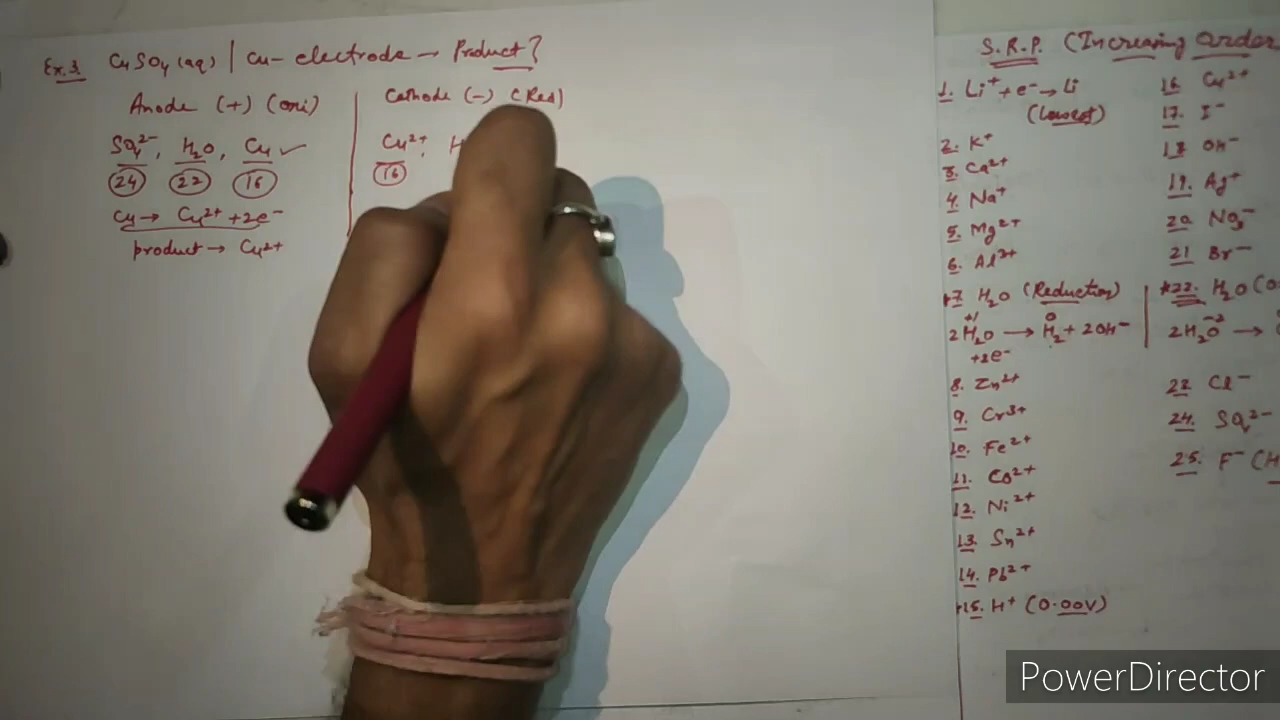 Ex.3. CuSO4 (aq) | Cu- electrode → Product?
Anode (+) (oxi)
SO4 2-, H2O, Cu ✓
24 22 16
Cu → Cu2+ + 2e-
product → Cu2+
Cathode (-) (Red)
Cu2+, H
16
S.R.P. (Increasing order
1. Li+ + e- → Li
(lowest)
2. K+
3. Ca2+
4. Na+
5. Mg2+
6. Al3+
*7. H2O (Reduction)
+1 0
2H2O → H2 + 2OH-
+2e-
8. Zn2+
9. Cr3+
10. Fe2+
11. Co2+
12. Ni2+
13. Sn2+
14. Pb2+
*15. H+ (0.00V)
16. Cu2+
17. I-
18 OH-
19. Ag+
20 NO3-
21 Br-
*22. H2O (O
-2
2H2O →
23 Cl-
24. SO4 2-
25. F- (H
PowerDirector